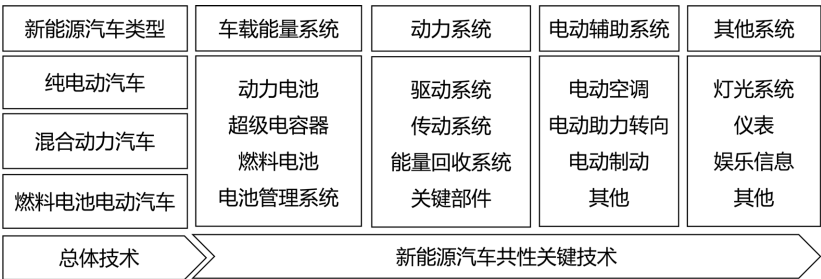 新能源汽车类型
车载能量系统
动力系统
电动辅助系统
其他系统
纯电动汽车
混合动力汽车
燃料电池电动汽车
动力电池
超级电容器
燃料电池
电池管理系统
驱动系统
传动系统
能量回收系统
关键部件
电动空调
电动助力转向
电动制动
其他
灯光系统
仪表
娱乐信息
其他
总体技术
新能源汽车共性关键技术